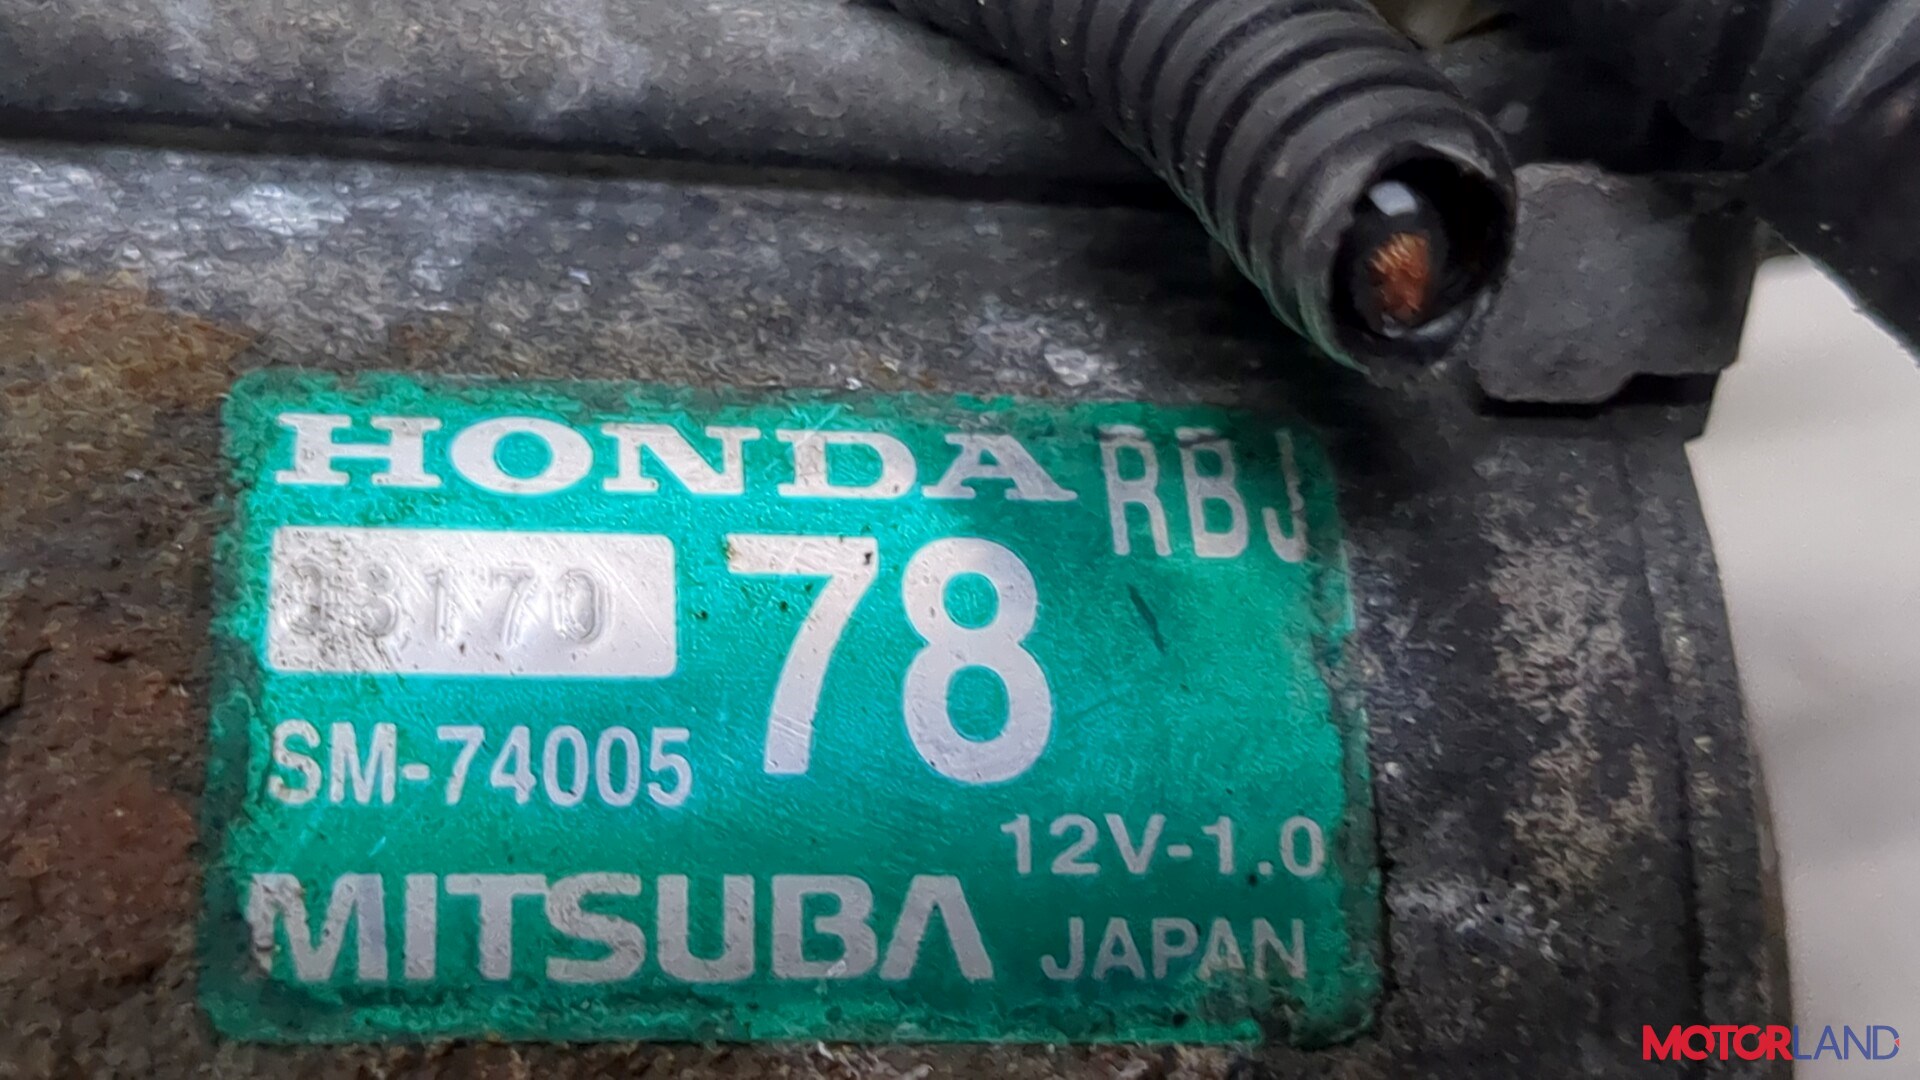 HONDA RBJ
78
SM-74005
12V-1.0
MITSUBA JAPAN
MOTORLAND